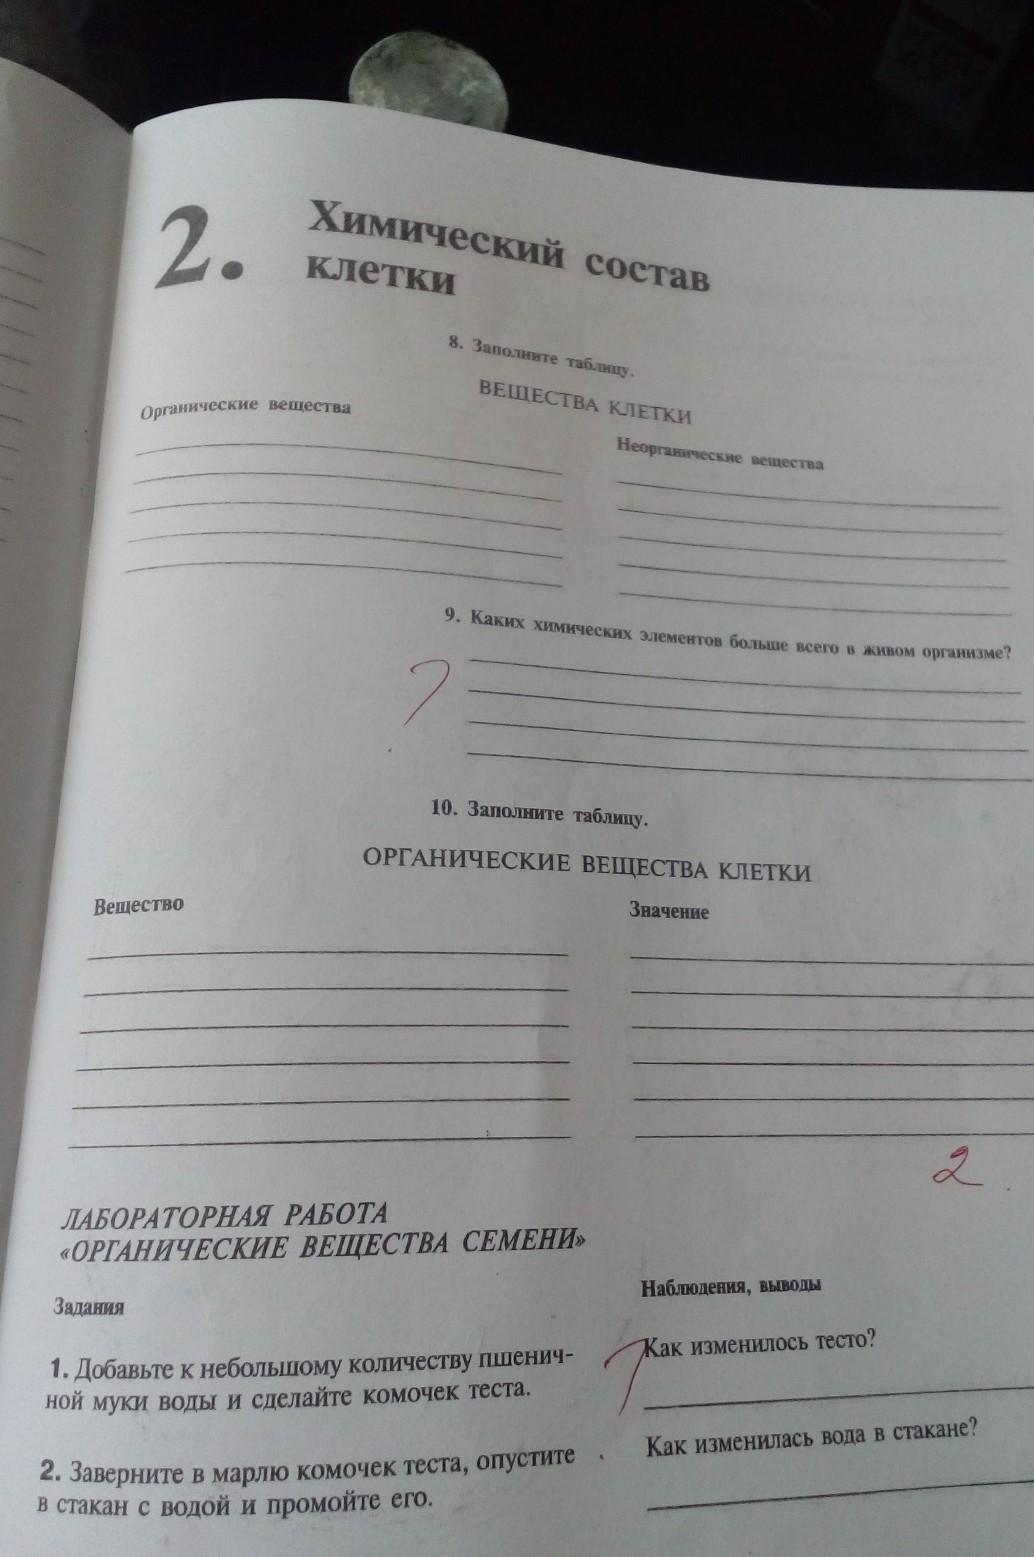 2.
Химический состав
клетки
8. Заполните таблицу.
ВЕЩЕСТВА КЛЕТКИ
Органические вещества
Неорганические вещества
9. Каких химических элементов больше всего в живом организме?
?
10. Заполните таблицу.
ОРГАНИЧЕСКИЕ ВЕЩЕСТВА КЛЕТКИ
Вещество
Значение
2
ЛАБОРАТОРНАЯ РАБОТА
«ОРГАНИЧЕСКИЕ ВЕЩЕСТВА СЕМЕНИ»
Задания
Наблюдения, выводы
1. Добавьте к небольшому количеству пшенич-
ной муки воды и сделайте комочек теста.
Как изменилось тесто?
2. Заверните в марлю комочек теста, опустите
в стакан с водой и промойте его.
Как изменилась вода в стакане?